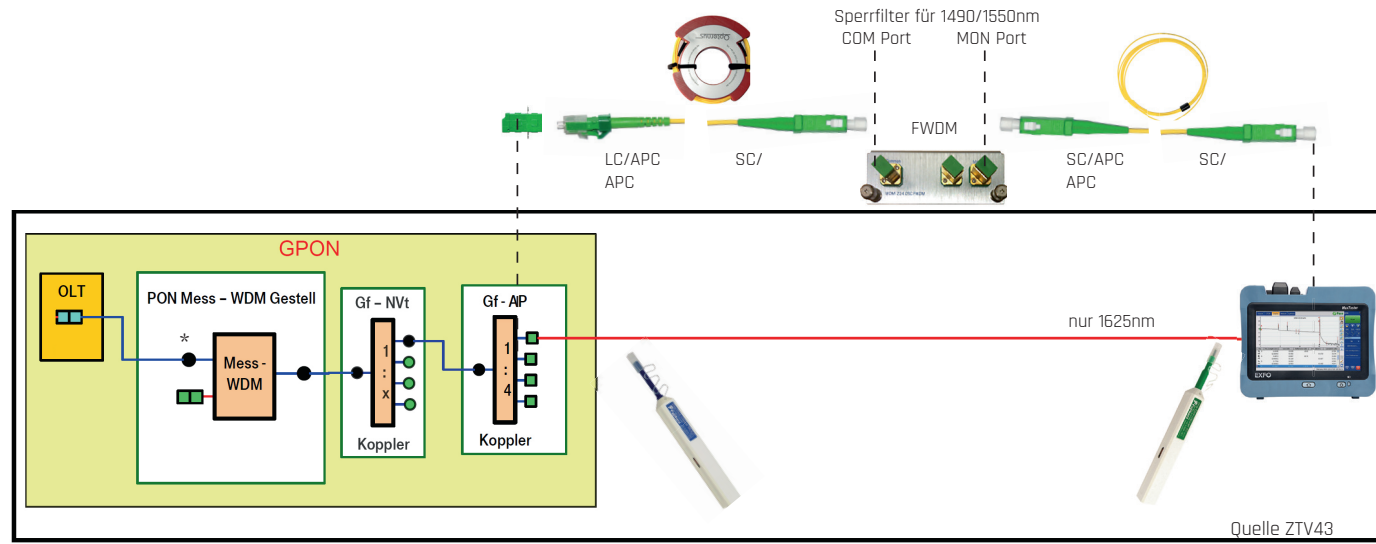 Sperrfilter für 1490/1550nm
COM Port
MON Port
FWDM
LC/APC
APC
SC/
SC/APC
APC
SC/
GPON
OLT
PON Mess – WDM Gestell
*
Mess-
WDM
Gf – NVt
1
:
x
Koppler
Gf - AP
1
:
4
Koppler
nur 1625nm
EXFO
Quelle ZTV43